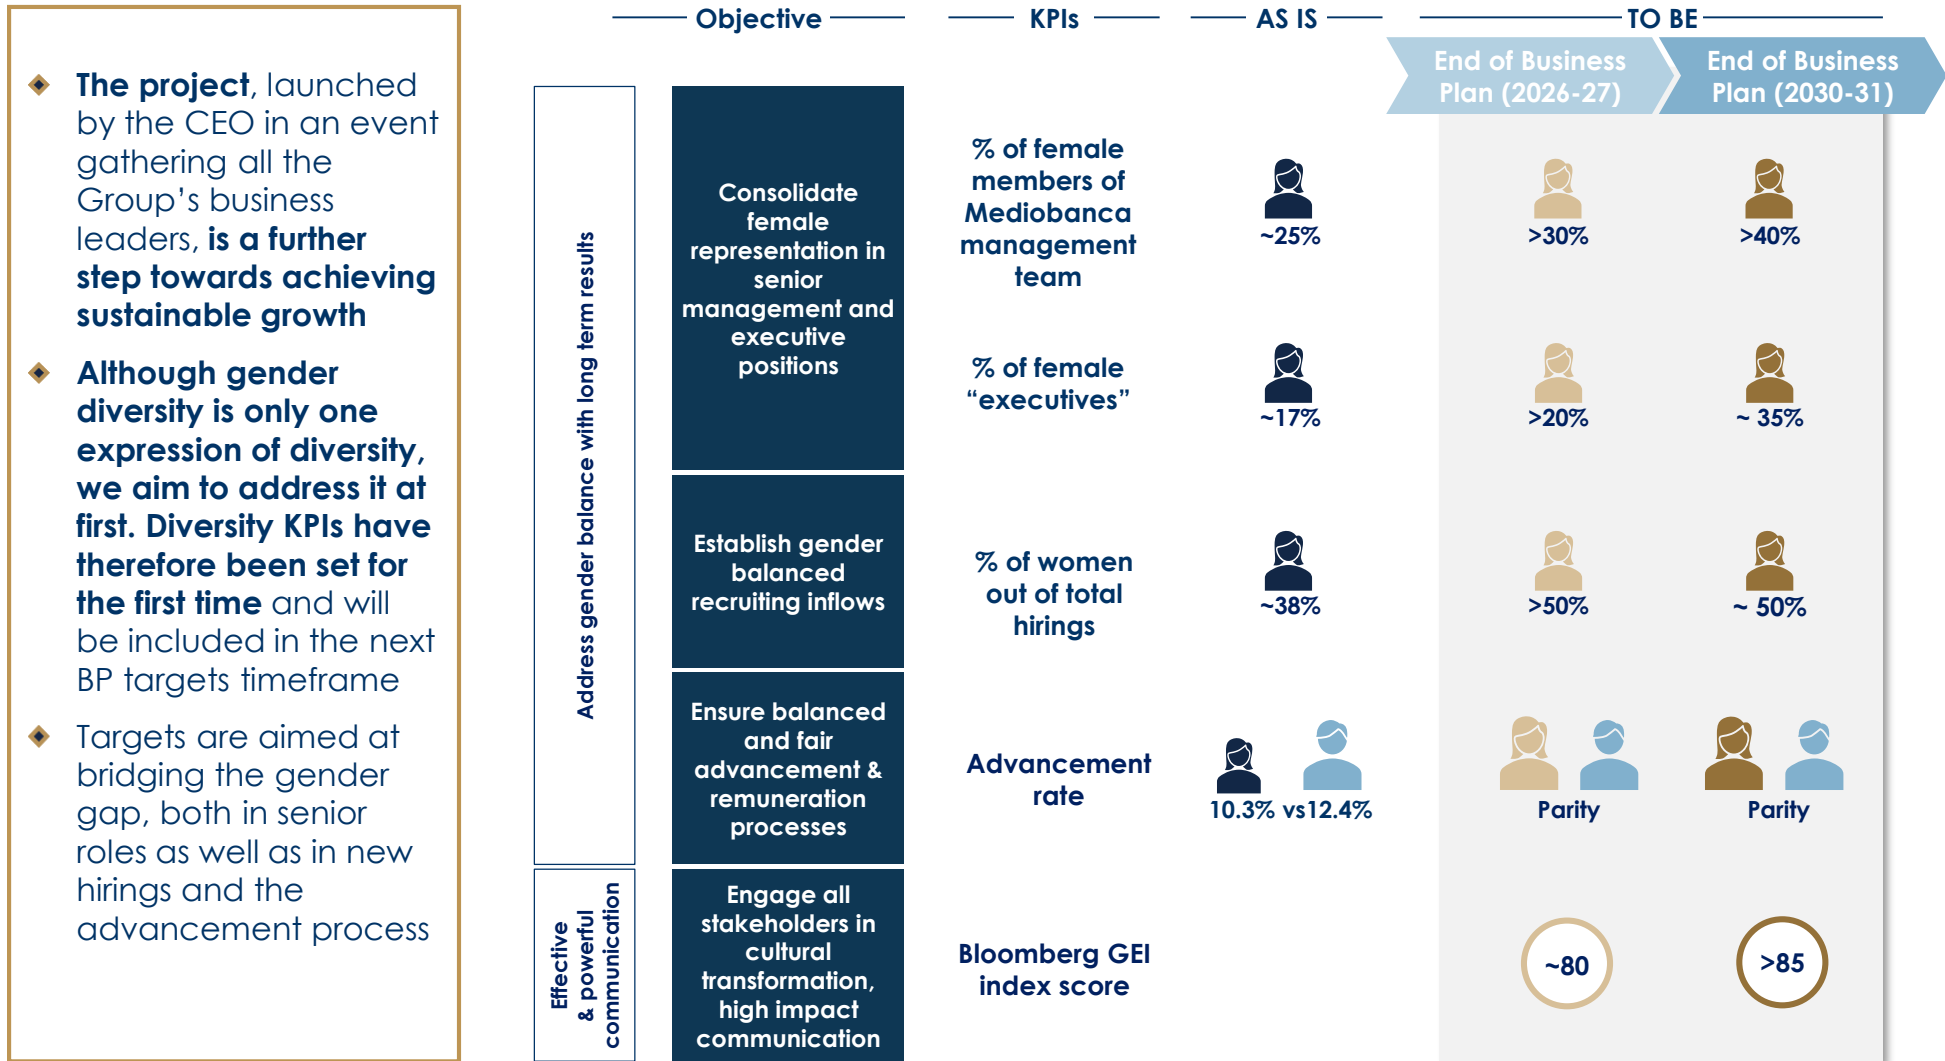 The project, launched
by the CEO in an event
gathering all the
Group's business
leaders, is a further
step towards achieving
sustainable growth
Although gender
diversity is only one
expression of diversity,
we aim to address it at
first. Diversity KPIs have
therefore been set for
the first time and will
be included in the next
BP targets timeframe
Targets are aimed at
bridging the gender
gap, both in senior
roles as well as in new
hirings and the
advancement process
Objective
KPIs
AS IS
TO BE
End of Business
Plan (2026-27)
End of Business
Plan (2030-31)
Address gender balance with long term results
Consolidate
female
representation in
senior
management and
executive
positions
% of female
members of
Mediobanca
management
team
~25%
>30%
>40%
% of female
“executives”
~17%
>20%
~ 35%
Establish gender
balanced
recruiting inflows
% of women
out of total
hirings
~38%
>50%
~ 50%
Ensure balanced
and fair
advancement &
remuneration
processes
Advancement
rate
10.3% vs12.4%
Parity
Parity
Effective
& powerful
communication
Engage all
stakeholders in
cultural
transformation,
high impact
communication
Bloomberg GEI
index score
~80
>85